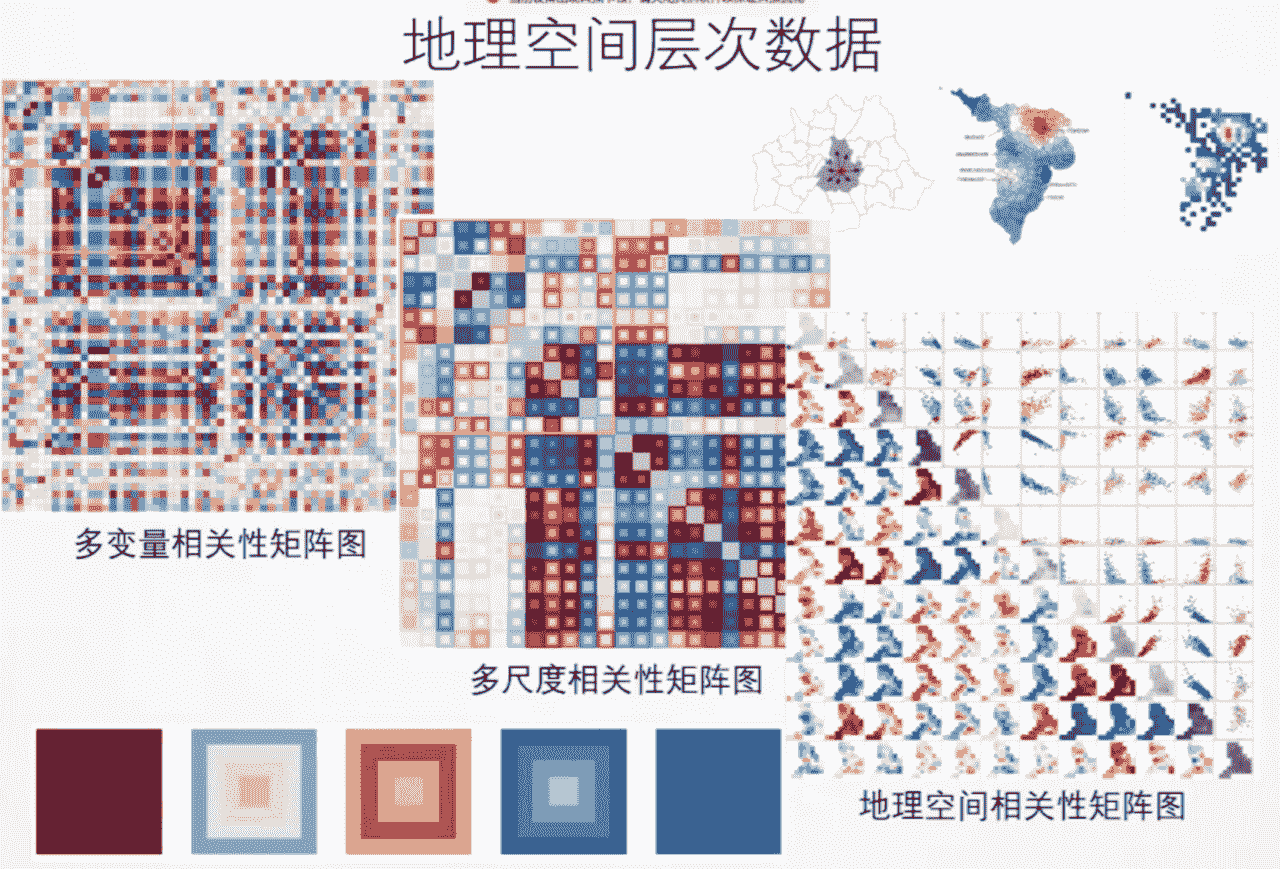 地理空间层次数据
多变量相关性矩阵图
多尺度相关性矩阵图
地理空间相关性矩阵图